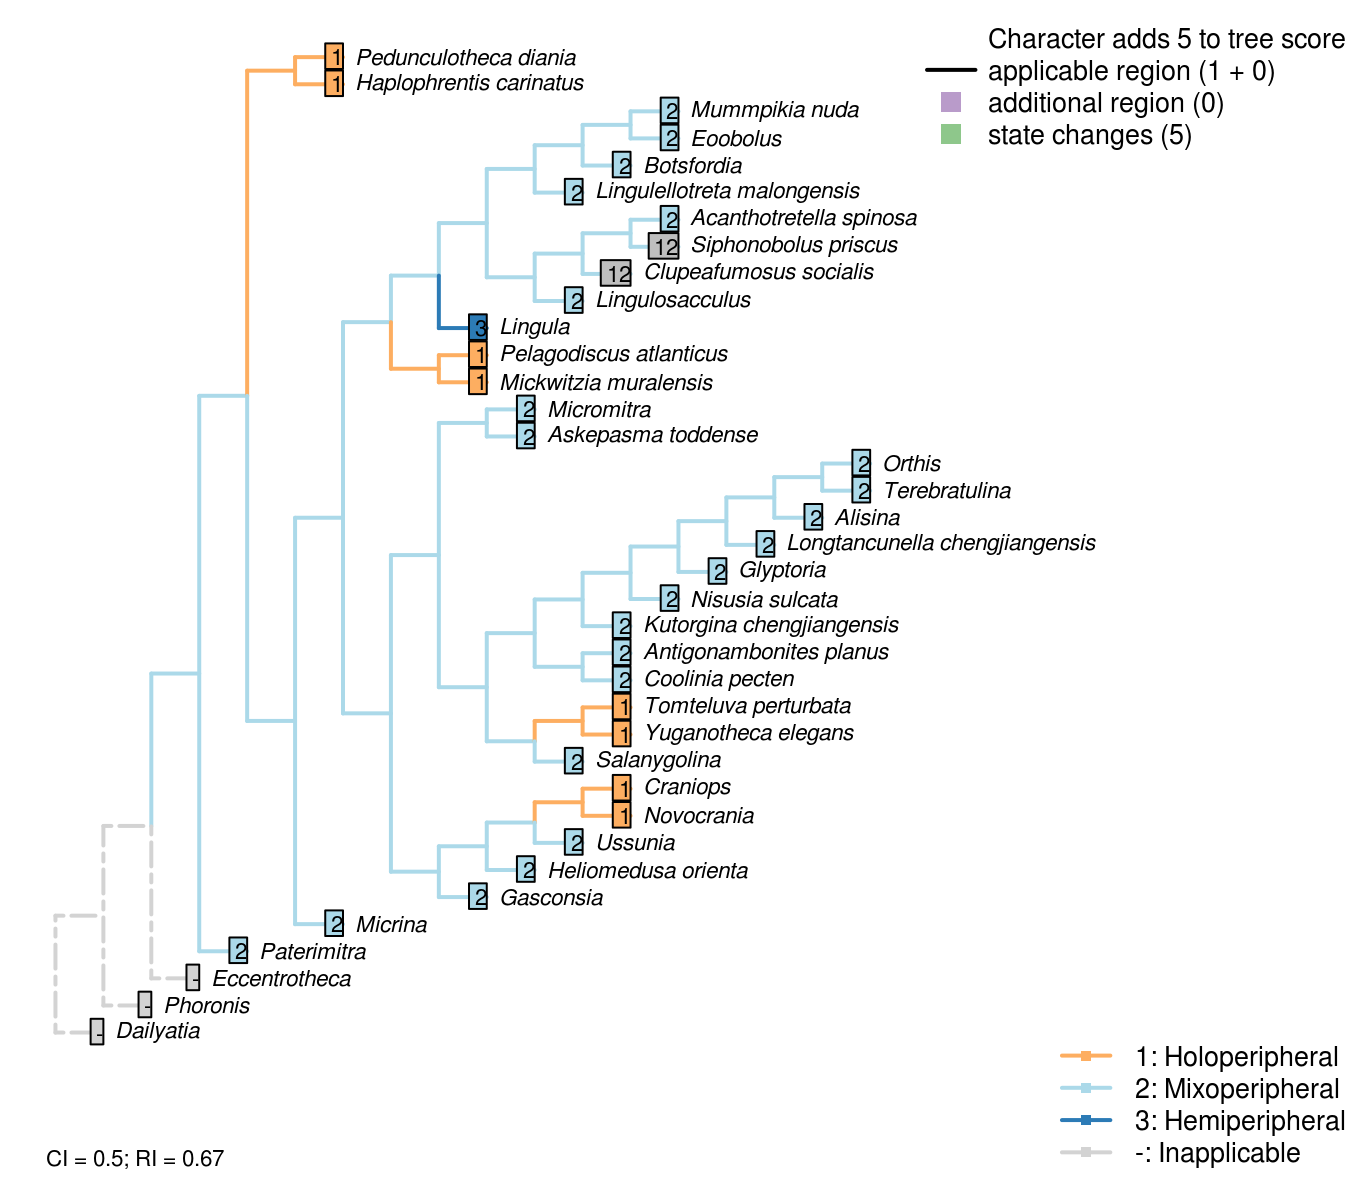 Character adds 5 to tree score
applicable region (1 + 0)
additional region (0)
state changes (5)
1 Pedunculotheca diania
1 Haplophrentis carinatus
2 Mummpikia nuda
2 Eoobolus
2 Botsfordia
2 Lingulellotreta malongensis
2 Acanthotretella spinosa
12 Siphonobolus priscus
12 Clupeafumosus socialis
2 Lingulosacculus
3 Lingula
1 Pelagodiscus atlanticus
1 Mickwitzia muralensis
2 Micromitra
2 Askepasma toddense
2 Orthis
2 Terebratulina
2 Alisina
2 Longtancunella chengjiangensis
2 Glyptoria
2 Nisusia sulcata
2 Kutorgina chengjiangensis
2 Antigonambonites planus
2 Coolinia pecten
1 Tomteluva perturbata
1 Yuganotheca elegans
2 Salanygolina
1 Craniops
1 Novocrania
2 Ussunia
2 Heliomedusa orienta
2 Gasconsia
2 Micrina
2 Paterimitra
- Eccentrotheca
- Phoronis
- Dailyatia
1: Holoperipheral
2: Mixoperipheral
3: Hemiperipheral
-: Inapplicable
CI = 0.5; RI = 0.67